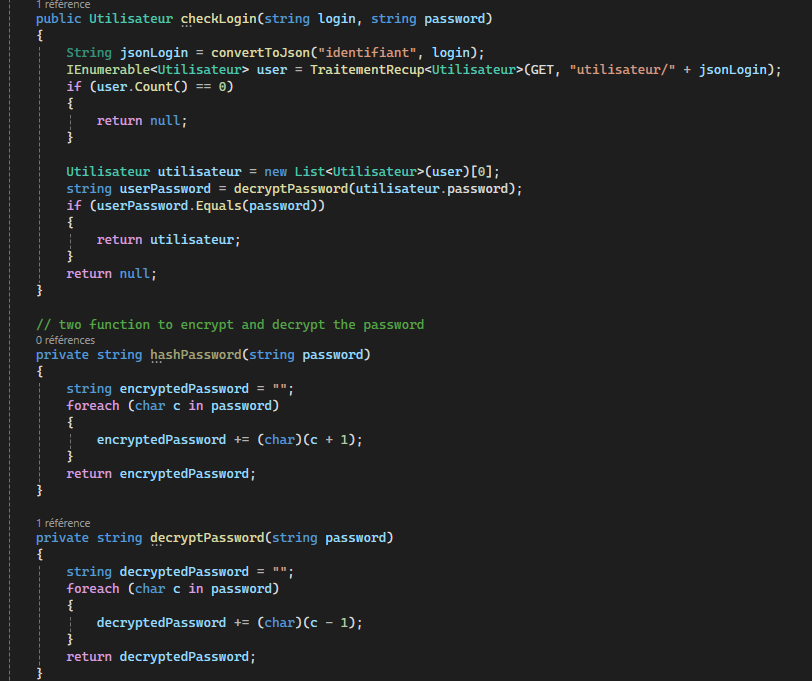 1 référence
public Utilisateur checkLogin(string login, string password)
{
String jsonLogin = convertToJson("identifiant", login);
IEnumerable<Utilisateur> user = TraitementRecup<Utilisateur>(GET, "utilisateur/" + jsonLogin);
if (user.Count() == 0)
{
return null;
}
Utilisateur utilisateur = new List<Utilisateur>(user)[0];
string userPassword = decryptPassword(utilisateur.password);
if (userPassword.Equals(password))
{
return utilisateur;
}
return null;
}
// two function to encrypt and decrypt the password
0 références
private string hashPassword(string password)
{
string encryptedPassword = "";
foreach (char c in password)
{
encryptedPassword += (char)(c + 1);
}
return encryptedPassword;
}
1 référence
private string decryptPassword(string password)
{
string decryptedPassword = "";
foreach (char c in password)
{
decryptedPassword += (char)(c - 1);
}
return decryptedPassword;
}